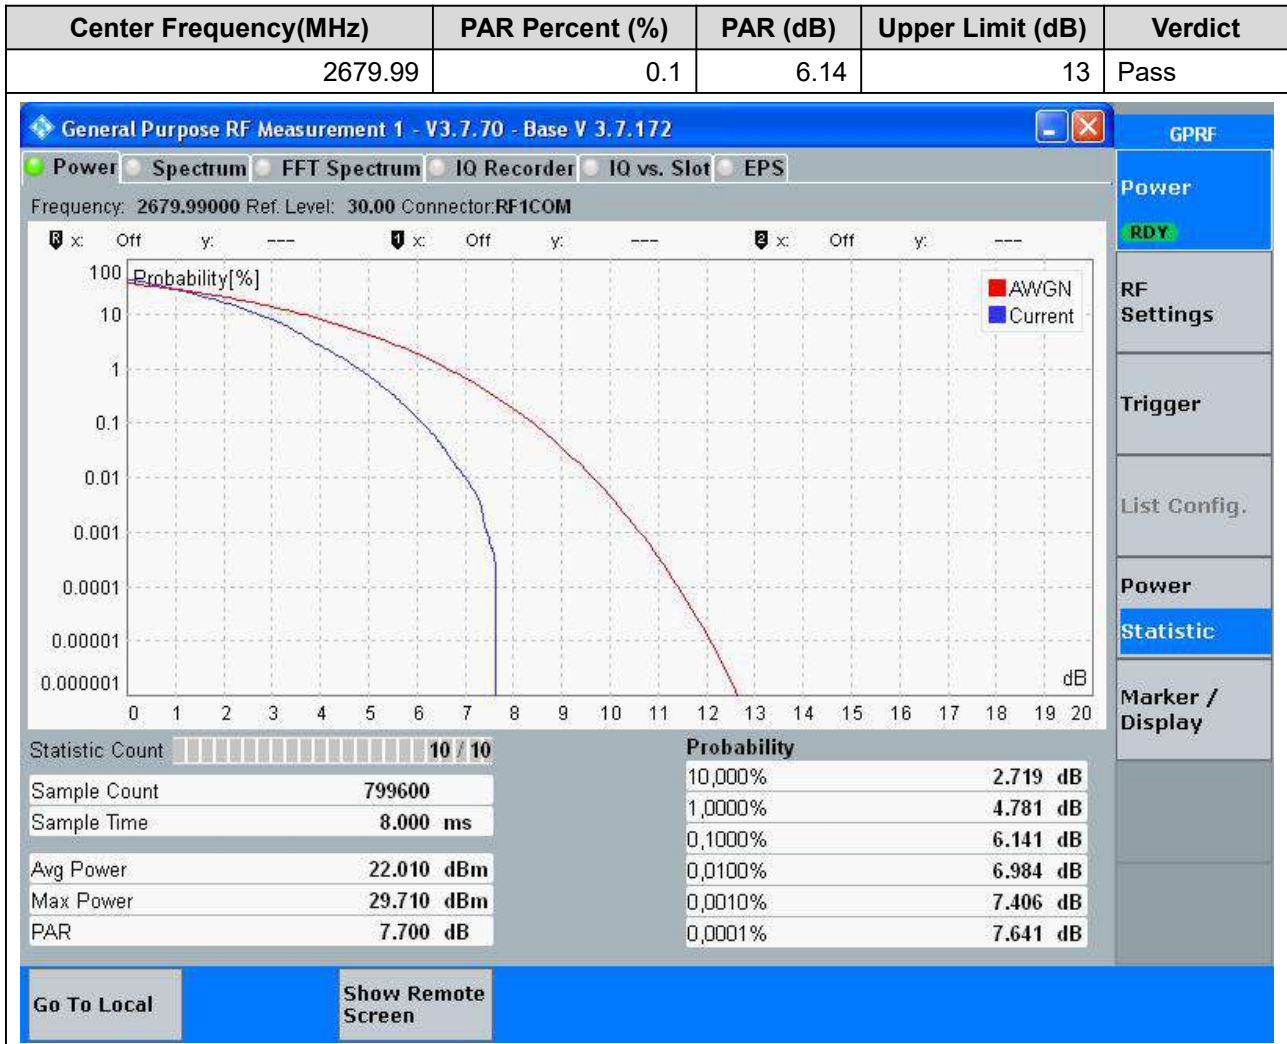 Center Frequency(MHz) PAR Percent (%) PAR (dB) Upper Limit (dB) Verdict
2679.99 0.1 6.14 13 Pass
General Purpose RF Measurement 1 - V3.7.70 - Base V 3.7.172
GPRF
Power Spectrum FFT Spectrum IQ Recorder IQ vs. Slot EPS
Frequency: 2679.99000 Ref. Level: 30.00 Connector:RF1COM
R x: Off y: --- 1 x: Off y: --- 2 x: Off y: ---
Probability[%]
100
10
1
0.1
0.01
0.001
0.0001
0.00001
0.000001
AWGN
Current
dB
0 1 2 3 4 5 6 7 8 9 10 11 12 13 14 15 16 17 18 19 20
Statistic Count 10 / 10
Sample Count 799600
Sample Time 8.000 ms
Avg Power 22.010 dBm
Max Power 29.710 dBm
PAR 7.700 dB
Probability
10,000% 2.719 dB
1,0000% 4.781 dB
0,1000% 6.141 dB
0,0100% 6.984 dB
0,0010% 7.406 dB
0,0001% 7.641 dB
Power
RDY
RF
Settings
Trigger
List Config.
Power
Statistic
Marker /
Display
Go To Local
Show Remote
Screen